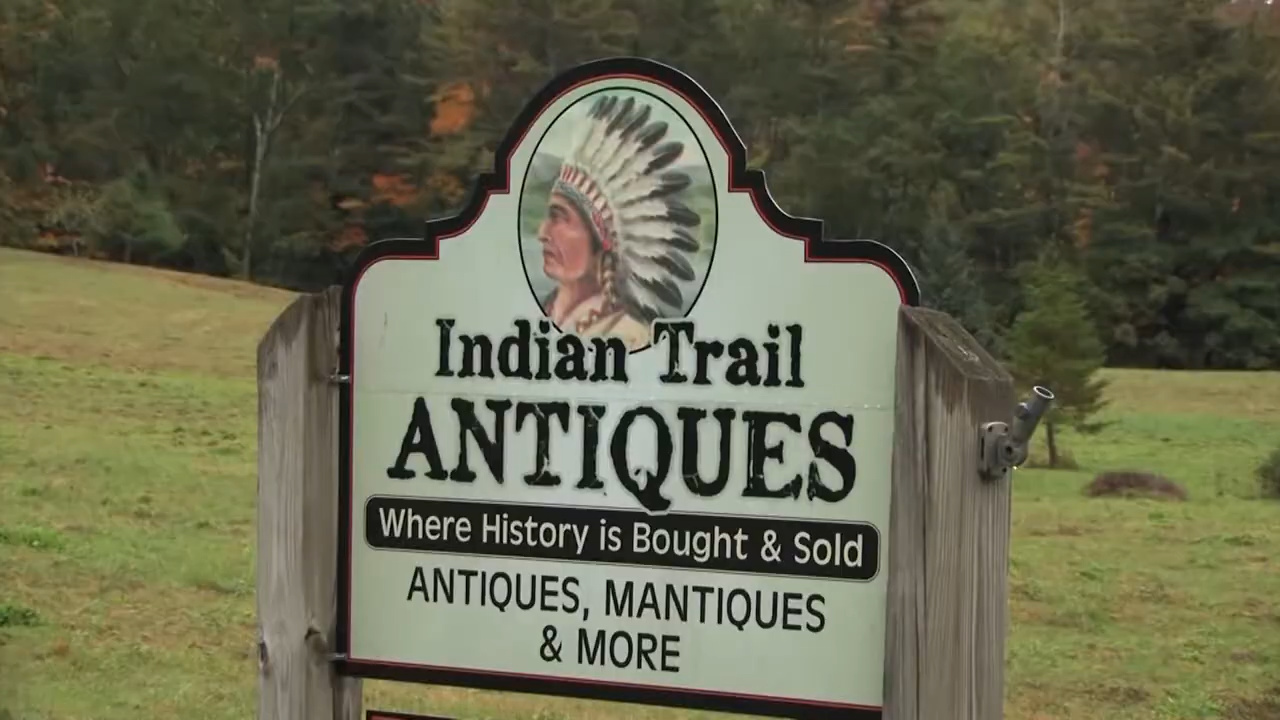 Indian Trail
ANTIQUES
Where History is Bought & Sold
ANTIQUES, MANTIQUES
& MORE